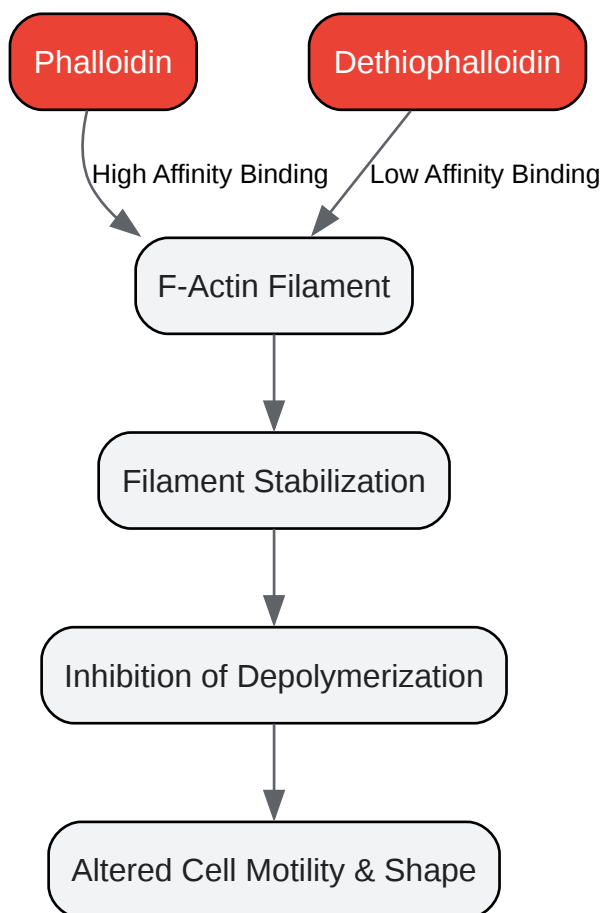 Phalloidin
Dethiophalloidin
High Affinity Binding
Low Affinity Binding
F-Actin Filament
Filament Stabilization
Inhibition of Depolymerization
Altered Cell Motility & Shape